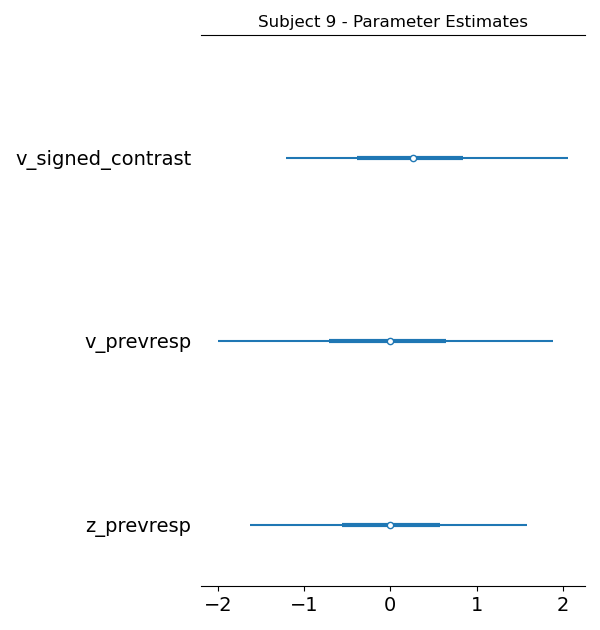 Subject 9 - Parameter Estimates
v_signed_contrast
v_prevresp
z_prevresp
−2 −1 0 1 2